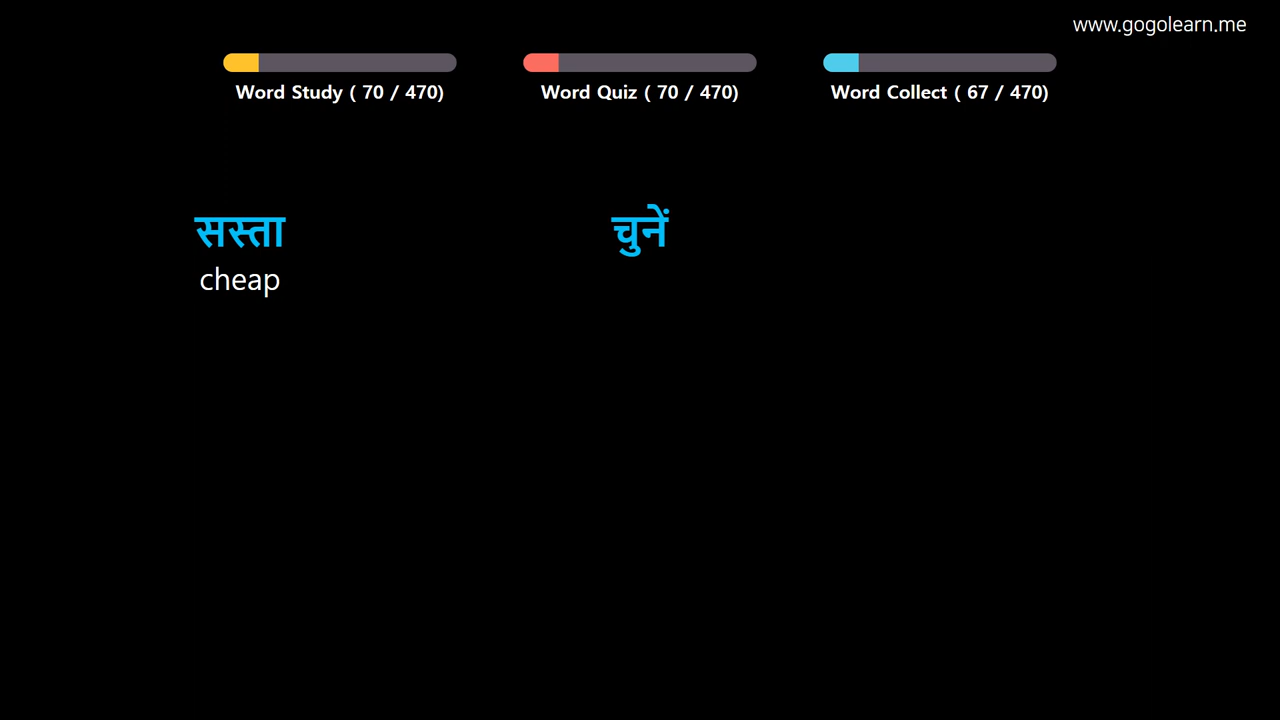 www.gogolearn.me
Word Study ( 70 / 470)
Word Quiz ( 70 / 470)
Word Collect ( 67 / 470)
सस्ता
चुनें
cheap